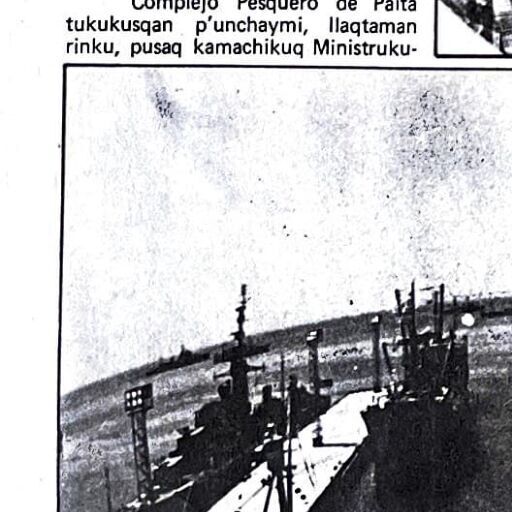 Complejo Pesquero de Paita
tukukusqan p'unchaymi, llaqtaman
rinku, pusaq kamachikuq Ministruku-